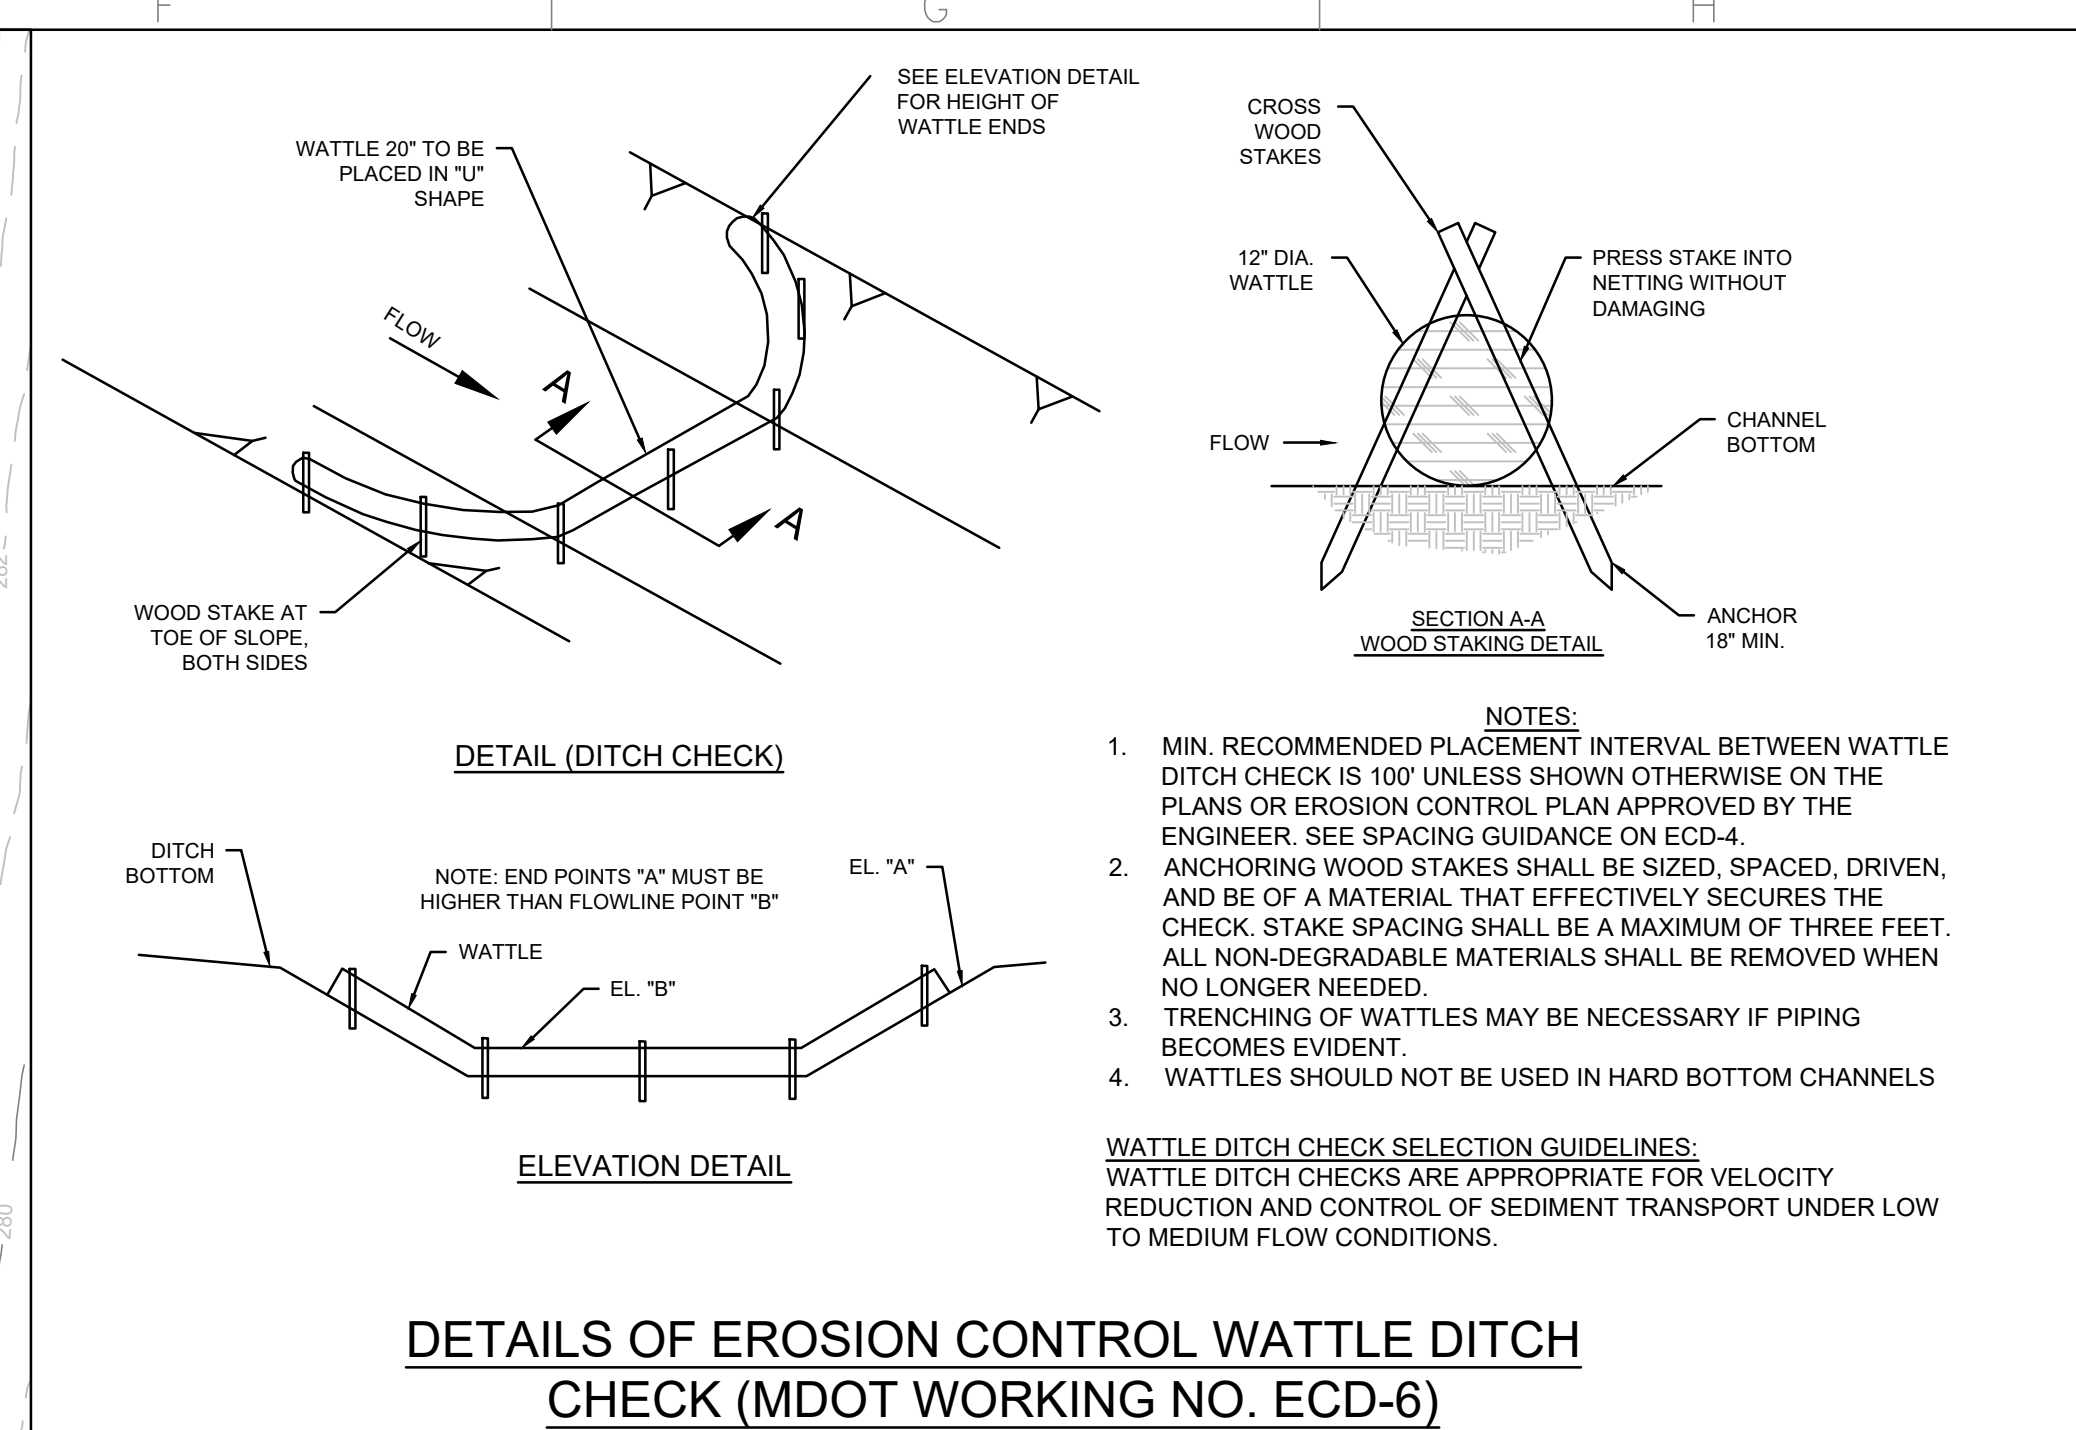 F
G
H
SEE ELEVATION DETAIL
FOR HEIGHT OF
WATTLE ENDS
WATTLE 20" TO BE
PLACED IN "U"
SHAPE
FLOW
A
A
WOOD STAKE AT
TOE OF SLOPE,
BOTH SIDES
DETAIL (DITCH CHECK)
CROSS
WOOD
STAKES
12" DIA.
WATTLE
PRESS STAKE INTO
NETTING WITHOUT
DAMAGING
FLOW
CHANNEL
BOTTOM
ANCHOR
18" MIN.
SECTION A-A
WOOD STAKING DETAIL
DITCH
BOTTOM
NOTE: END POINTS "A" MUST BE
HIGHER THAN FLOWLINE POINT "B"
EL. "A"
WATTLE
EL. "B"
ELEVATION DETAIL
NOTES:
1. MIN. RECOMMENDED PLACEMENT INTERVAL BETWEEN WATTLE
DITCH CHECK IS 100' UNLESS SHOWN OTHERWISE ON THE
PLANS OR EROSION CONTROL PLAN APPROVED BY THE
ENGINEER. SEE SPACING GUIDANCE ON ECD-4.
2. ANCHORING WOOD STAKES SHALL BE SIZED, SPACED, DRIVEN,
AND BE OF A MATERIAL THAT EFFECTIVELY SECURES THE
CHECK. STAKE SPACING SHALL BE A MAXIMUM OF THREE FEET.
ALL NON-DEGRADABLE MATERIALS SHALL BE REMOVED WHEN
NO LONGER NEEDED.
3. TRENCHING OF WATTLES MAY BE NECESSARY IF PIPING
BECOMES EVIDENT.
4. WATTLES SHOULD NOT BE USED IN HARD BOTTOM CHANNELS
WATTLE DITCH CHECK SELECTION GUIDELINES:
WATTLE DITCH CHECKS ARE APPROPRIATE FOR VELOCITY
REDUCTION AND CONTROL OF SEDIMENT TRANSPORT UNDER LOW
TO MEDIUM FLOW CONDITIONS.
282
280
DETAILS OF EROSION CONTROL WATTLE DITCH
CHECK (MDOT WORKING NO. ECD-6)